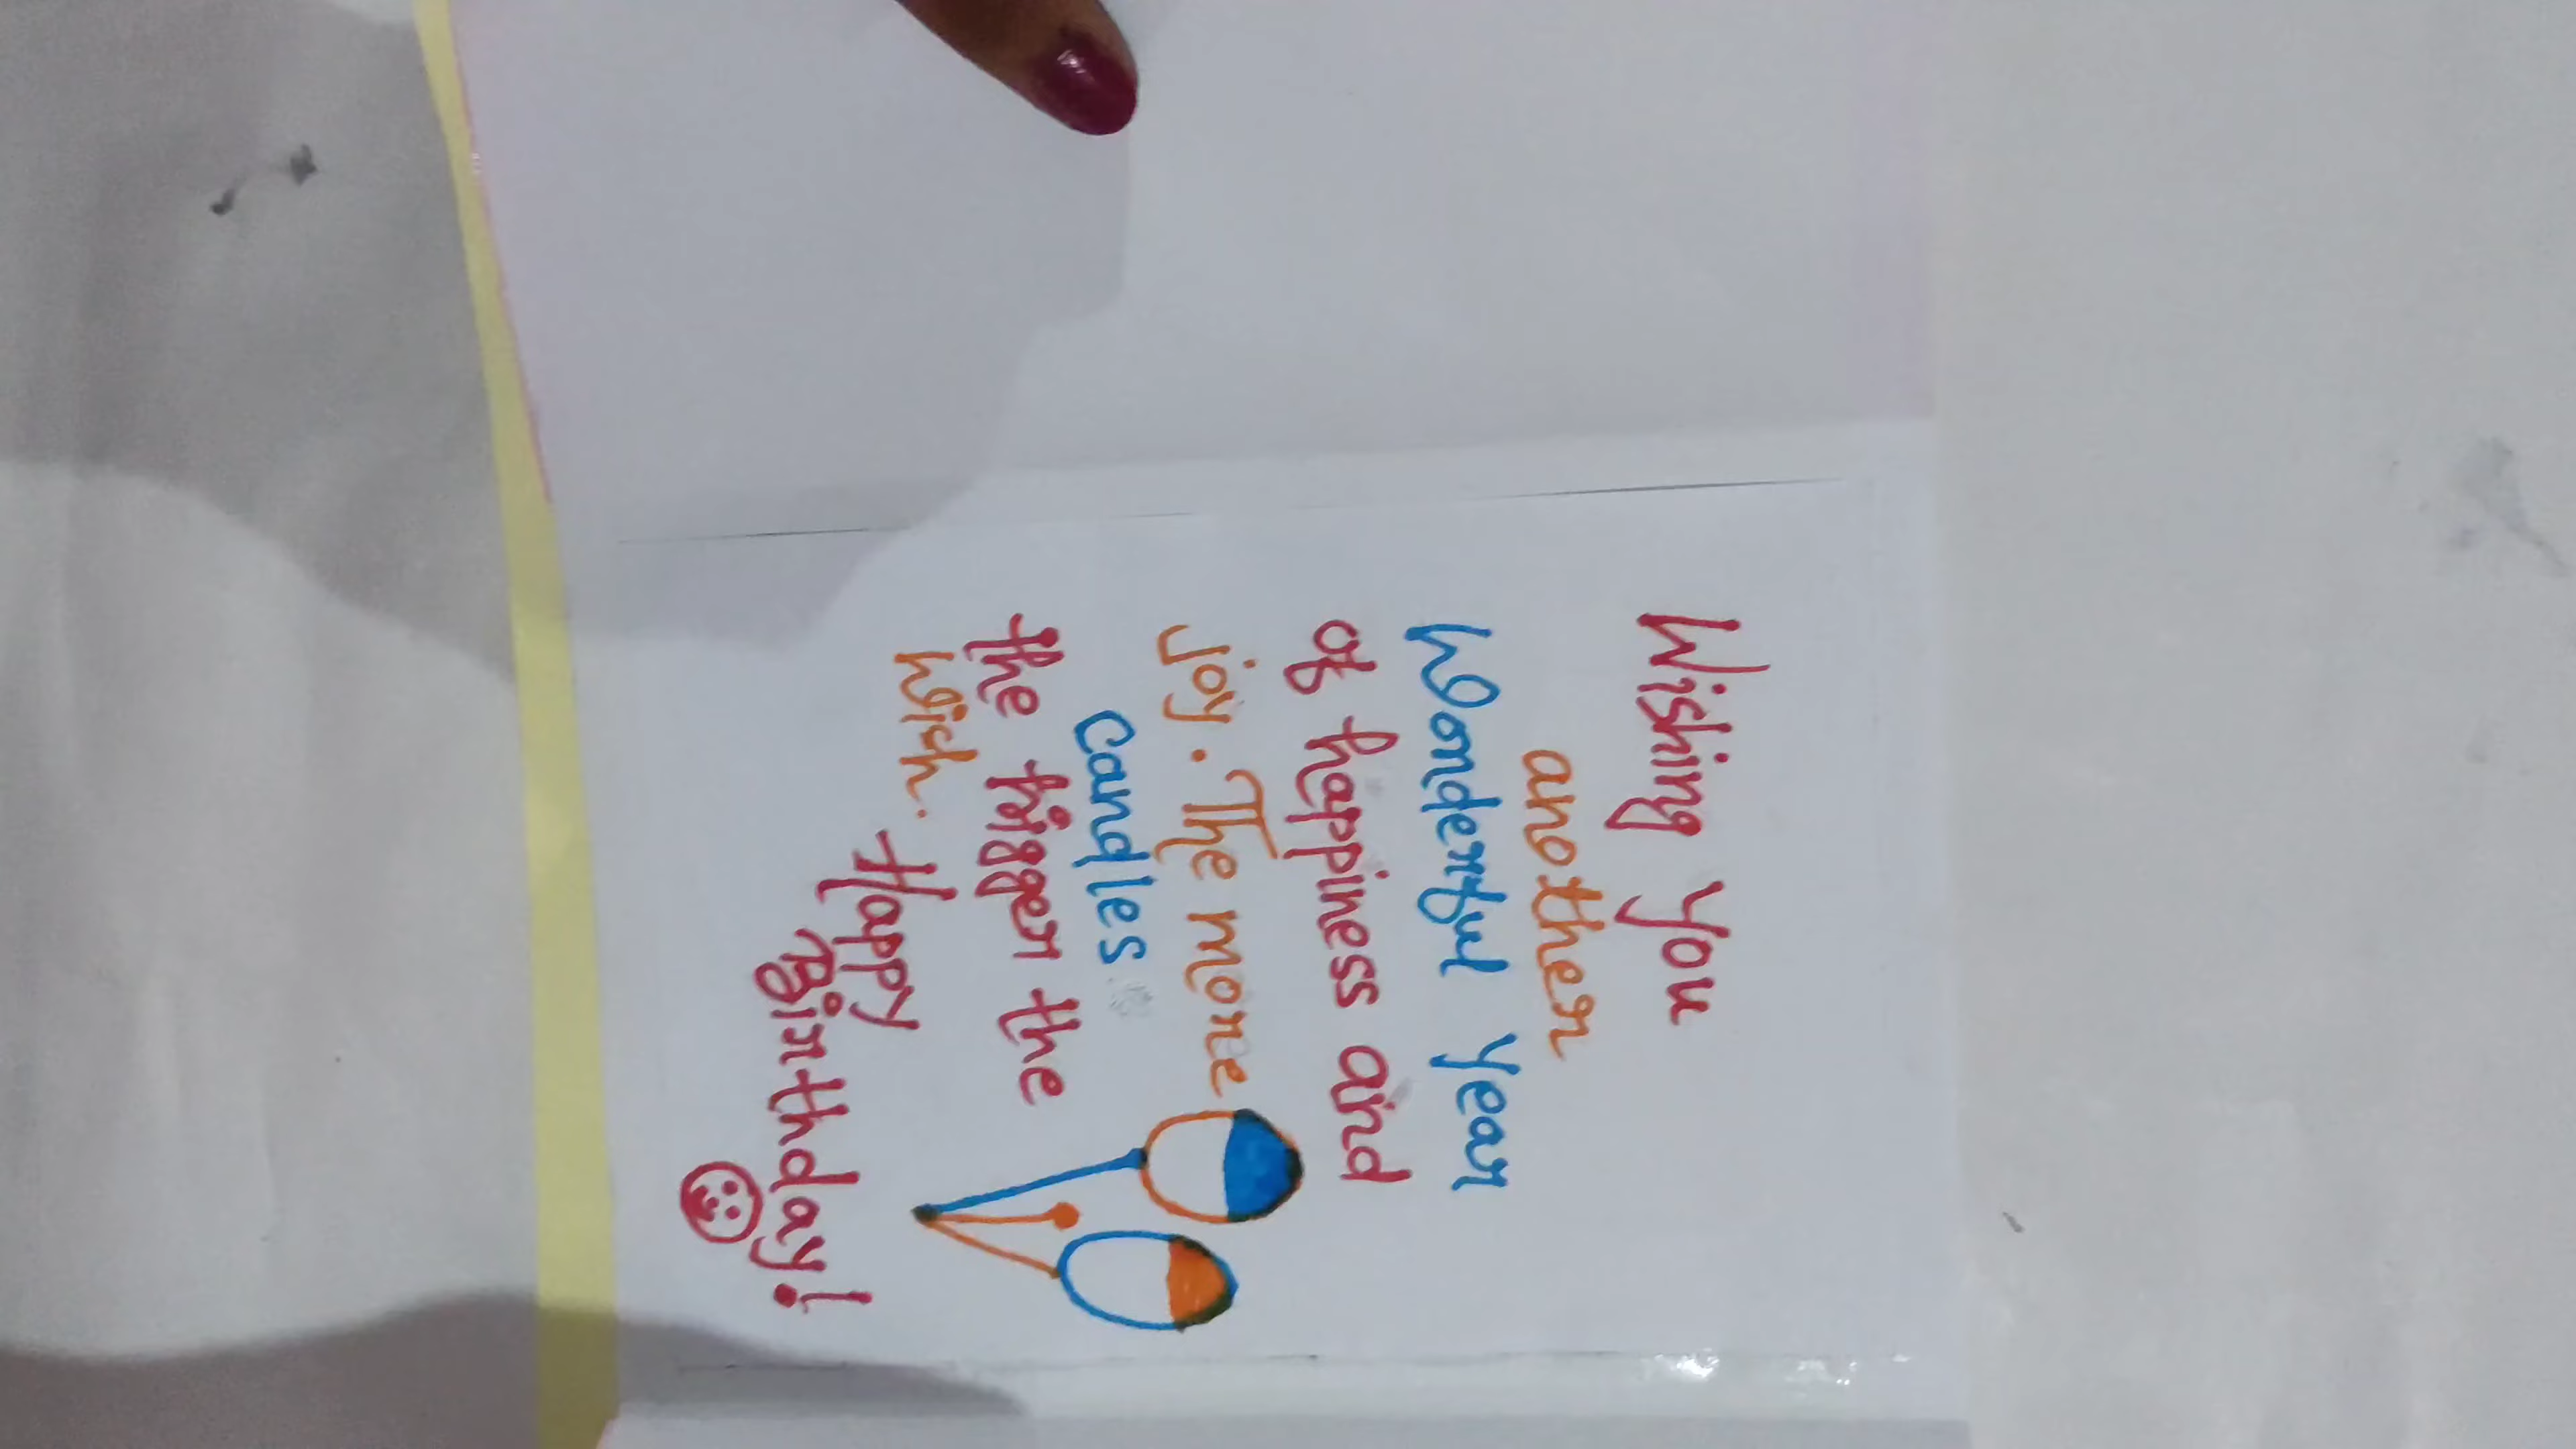 Wishing you
another
Wonderful Year
of happiness and
joy. The more
candles
the bigger the
wish.
Happy
Birthday!